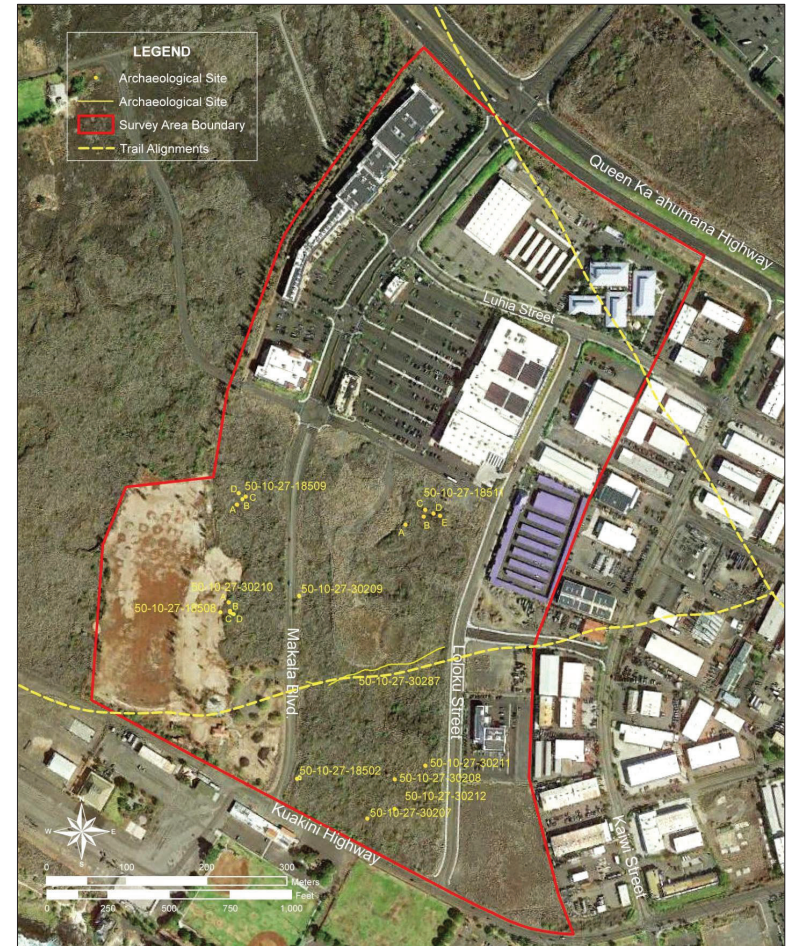 LEGEND
Archaeological Site
Archaeological Site
Survey Area Boundary
Trail Alignments
Queen Ka ahumana Highway
Luhia Street
D 50-10-27-18509
C
B
A
50-10-27-18511
C
D
B
E
A
50-10-27-30210
50-10-27-30209
50-10-27-18508
B
C
D
Makala Blvd.
Loloku Street
50-10-27-30287
50-10-27-30211
50-10-27-18502
50-10-27-30208
50-10-27-30212
50-10-27-30207
Kuakini Highway
Kaiwi Street
N
W
E
S
0 100 200 300
Meters
Feet
0 250 500 750 1,000